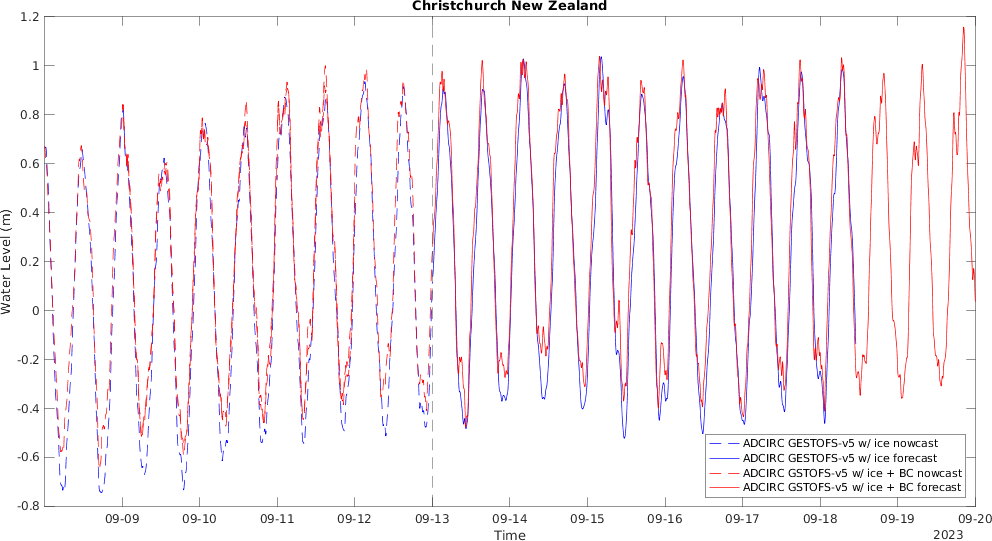 Christchurch New Zealand
Water Level (m)
1.2
1
0.8
0.6
0.4
0.2
0
-0.2
-0.4
-0.6
-0.8
ADCIRC GESTOFS-v5 w/ ice nowcast
ADCIRC GESTOFS-v5 w/ ice forecast
ADCIRC GSTOFS-v5 w/ ice + BC nowcast
ADCIRC GSTOFS-v5 w/ ice + BC forecast
09-09 09-10 09-11 09-12 09-13 09-14 09-15 09-16 09-17 09-18 09-19 09-20
Time
2023